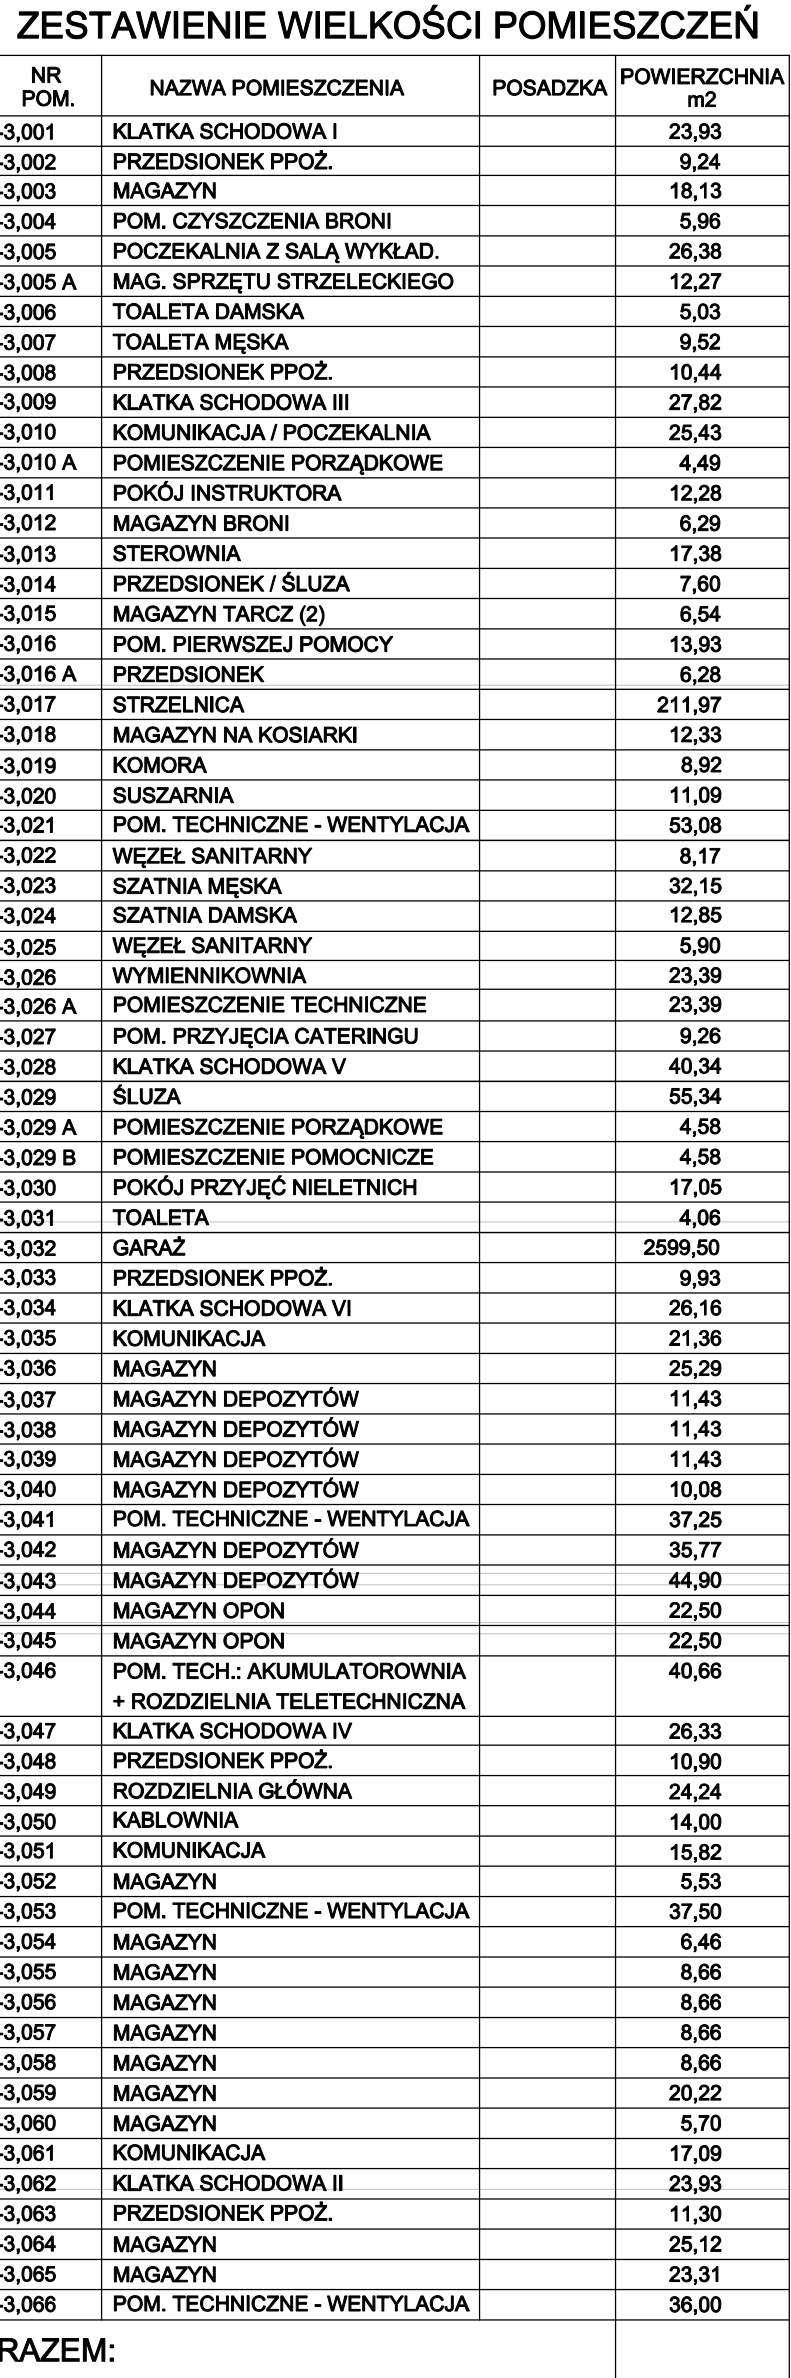 ZESTAWIENIE WIELKOŚCI POMIESZCZEŃ
NR POM. NAZWA POMIESZCZENIA POSADZKA POWIERZCHNIA m2
-3,001 KLATKA SCHODOWA I 23,93
-3,002 PRZEDSIONEK PPOŻ. 9,24
-3,003 MAGAZYN 18,13
-3,004 POM. CZYSZCZENIA BRONI 5,96
-3,005 POCZEKALNIA Z SALĄ WYKŁAD. 26,38
-3,005 A MAG. SPRZĘTU STRZELECKIEGO 12,27
-3,006 TOALETA DAMSKA 5,03
-3,007 TOALETA MĘSKA 9,52
-3,008 PRZEDSIONEK PPOŻ. 10,44
-3,009 KLATKA SCHODOWA III 27,82
-3,010 KOMUNIKACJA / POCZEKALNIA 25,43
-3,010 A POMIESZCZENIE PORZĄDKOWE 4,49
-3,011 POKÓJ INSTRUKTORA 12,28
-3,012 MAGAZYN BRONI 6,29
-3,013 STEROWNIA 17,38
-3,014 PRZEDSIONEK / ŚLUZA 7,60
-3,015 MAGAZYN TARCZ (2) 6,54
-3,016 POM. PIERWSZEJ POMOCY 13,93
-3,016 A PRZEDSIONEK 6,28
-3,017 STRZELNICA 211,97
-3,018 MAGAZYN NA KOSIARKI 12,33
-3,019 KOMORA 8,92
-3,020 SUSZARNIA 11,09
-3,021 POM. TECHNICZNE - WENTYLACJA 53,08
-3,022 WĘZEŁ SANITARNY 8,17
-3,023 SZATNIA MĘSKA 32,15
-3,024 SZATNIA DAMSKA 12,85
-3,025 WĘZEŁ SANITARNY 5,90
-3,026 WYMIENNIKOWNIA 23,39
-3,026 A POMIESZCZENIE TECHNICZNE 23,39
-3,027 POM. PRZYJĘCIA CATERINGU 9,26
-3,028 KLATKA SCHODOWA V 40,34
-3,029 ŚLUZA 55,34
-3,029 A POMIESZCZENIE PORZĄDKOWE 4,58
-3,029 B POMIESZCZENIE POMOCNICZE 4,58
-3,030 POKÓJ PRZYJĘĆ NIELETNICH 17,05
-3,031 TOALETA 4,06
-3,032 GARAŻ 2599,50
-3,033 PRZEDSIONEK PPOŻ. 9,93
-3,034 KLATKA SCHODOWA VI 26,16
-3,035 KOMUNIKACJA 21,36
-3,036 MAGAZYN 25,29
-3,037 MAGAZYN DEPOZYTÓW 11,43
-3,038 MAGAZYN DEPOZYTÓW 11,43
-3,039 MAGAZYN DEPOZYTÓW 11,43
-3,040 MAGAZYN DEPOZYTÓW 10,08
-3,041 POM. TECHNICZNE - WENTYLACJA 37,25
-3,042 MAGAZYN DEPOZYTÓW 35,77
-3,043 MAGAZYN DEPOZYTÓW 44,90
-3,044 MAGAZYN OPON 22,50
-3,045 MAGAZYN OPON 22,50
-3,046 POM. TECH.: AKUMULATOROWNIA 40,66
+ ROZDZIELNIA TELETECHNICZNA
-3,047 KLATKA SCHODOWA IV 26,33
-3,048 PRZEDSIONEK PPOŻ. 10,90
-3,049 ROZDZIELNIA GŁÓWNA 24,24
-3,050 KABLOWNIA 14,00
-3,051 KOMUNIKACJA 15,82
-3,052 MAGAZYN 5,53
-3,053 POM. TECHNICZNE - WENTYLACJA 37,50
-3,054 MAGAZYN 6,46
-3,055 MAGAZYN 8,66
-3,056 MAGAZYN 8,66
-3,057 MAGAZYN 8,66
-3,058 MAGAZYN 8,66
-3,059 MAGAZYN 20,22
-3,060 MAGAZYN 5,70
-3,061 KOMUNIKACJA 17,09
-3,062 KLATKA SCHODOWA II 23,93
-3,063 PRZEDSIONEK PPOŻ. 11,30
-3,064 MAGAZYN 25,12
-3,065 MAGAZYN 23,31
-3,066 POM. TECHNICZNE - WENTYLACJA 36,00
RAZEM: